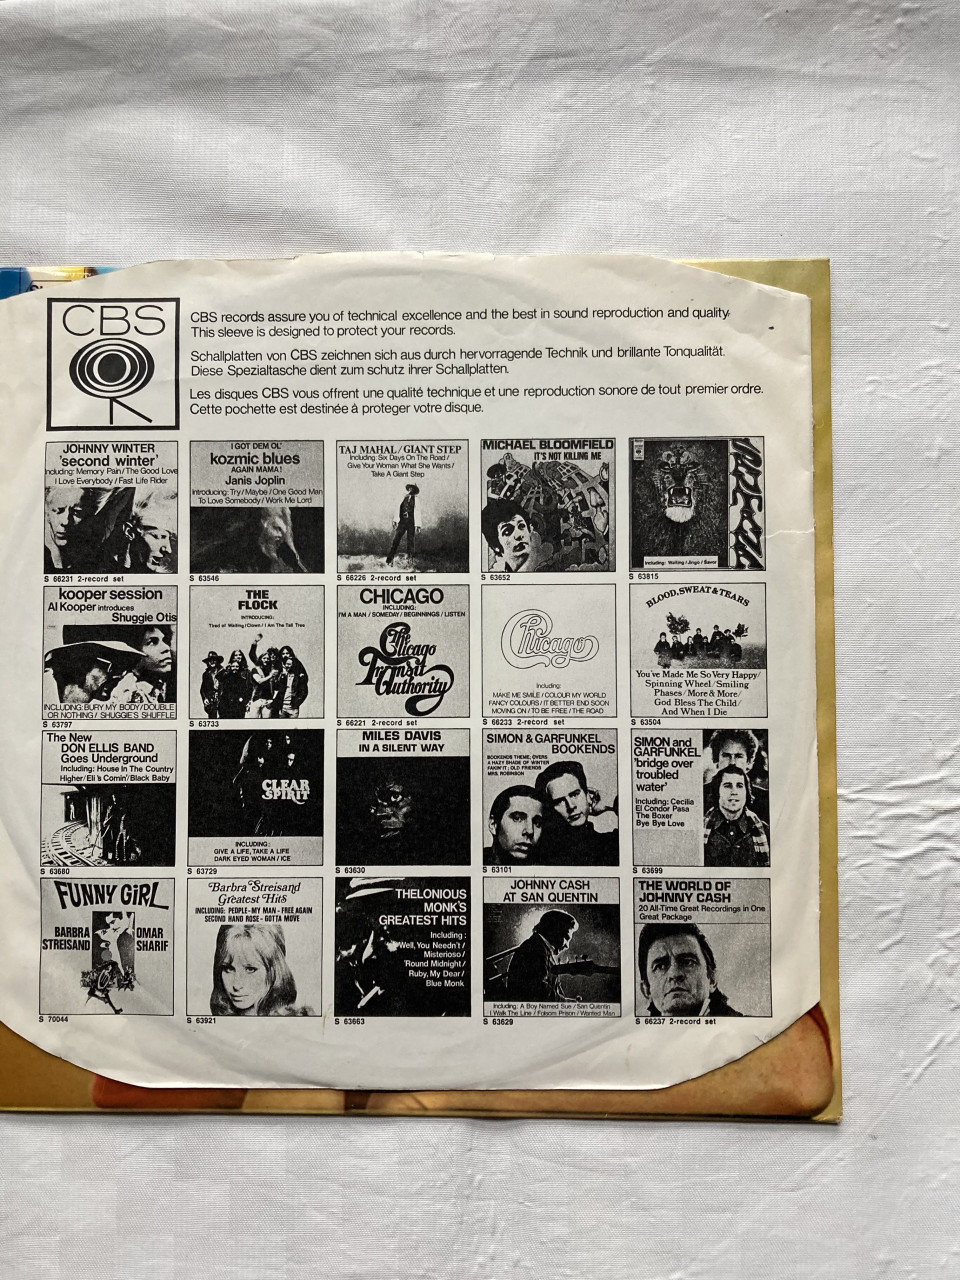 CBS
CBS records assure you of technical excellence and the best in sound reproduction and quality.
This sleeve is designed to protect your records.
Schallplatten von CBS zeichnen sich aus durch hervorragende Technik und brillante Tonqualität.
Diese Spezialtasche dient zum schutz ihrer Schallplatten.
Les disques CBS vous offrent une qualité technique et une reproduction sonore de tout premier ordre.
Cette pochette est destinée à proteger votre disque.
JOHNNY WINTER
'second winter'
Including: Memory Pain / The Good Love
I Love Everybody / Fast Life Rider
S 66231 2-record set
I GOT DEM OL'
kozmic blues
AGAIN MAMA!
Janis Joplin
Introducing: Try / Maybe / One Good Man
To Love Somebody / Work Me Lord
S 63546
TAJ MAHAL / GIANT STEP
Including: Six Days On The Road /
Give Your Woman What She Wants /
Take A Giant Step
S 66226 2-record set
MICHAEL BLOOMFIELD
IT'S NOT KILLING ME
S 63652
SANTANA
Including: Waiting / Jingo / Savor
S 63815
kooper session
Al Kooper introduces
Shuggie Otis
INCLUDING: BURY MY BODY / DOUBLE
OR NOTHING / SHUGGIE'S SHUFFLE
S 63797
THE
FLOCK
INTRODUCING:
Tired of Waiting / Clown / I Am The Tall Tree
S 63733
CHICAGO
INCLUDING:
I'M A MAN / SOMEDAY / BEGINNINGS / LISTEN
Chicago
Transit
Authority
S 66221 2-record set
Chicago
Including:
MAKE ME SMILE / COLOUR MY WORLD
FANCY COLOURS / IT BETTER END SOON
MOVING ON / TO BE FREE / THE ROAD
S 66233 2-record set
BLOOD, SWEAT & TEARS
You've Made Me So Very Happy /
Spinning Wheel / Smiling
Phases / More & More /
God Bless The Child /
And When I Die
S 63504
The New
DON ELLIS BAND
Goes Underground
Including: House In The Country
Higher / Eli's Comin' / Black Baby
S 63680
CLEAR
SPIRIT
INCLUDING:
GIVE A LIFE, TAKE A LIFE
DARK EYED WOMAN / ICE
S 63729
MILES DAVIS
IN A SILENT WAY
S 63630
SIMON & GARFUNKEL
BOOKENDS
BOOKENDS THEME, OVERS
A HAZY SHADE OF WINTER
FAKIN' IT, OLD FRIENDS
MRS. ROBINSON
S 63101
SIMON and
GARFUNKEL
'bridge over
troubled
water'
Including: Cecilia
El Condor Pasa
The Boxer
Bye Bye Love
S 63699
FUNNY GIRL
BARBRA
STREISAND
OMAR
SHARIF
S 70044
Barbra Streisand
Greatest Hits
INCLUDING: PEOPLE - MY MAN - FREE AGAIN
SECOND HAND ROSE - GOTTA MOVE
S 63921
THELONIOUS
MONK'S
GREATEST HITS
Including:
Well, You Needn't /
Misterioso /
'Round Midnight /
Ruby, My Dear /
Blue Monk
S 63663
JOHNNY CASH
AT SAN QUENTIN
Including: A Boy Named Sue / San Quentin
I Walk The Line / Folsom Prison / Wanted Man
S 63629
THE WORLD OF
JOHNNY CASH
20 All-Time Great Recordings in One
Great Package
S 66237 2-record set